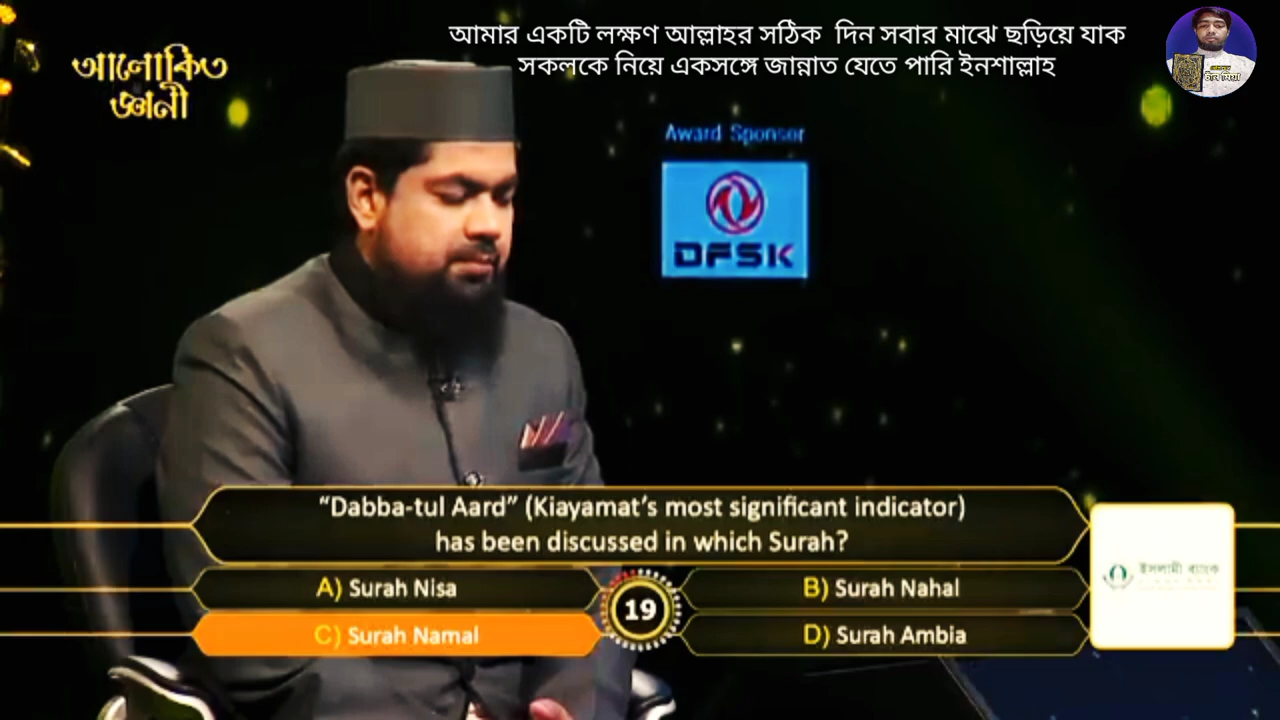 আমার একটি লক্ষণ আল্লাহর সঠিক দিন সবার মাঝে ছড়িয়ে যাক
সকলকে নিয়ে একসঙ্গে জান্নাত যেতে পারি ইনশাল্লাহ
আলোকিত
জ্ঞানী
Award Sponsor
DFSK
“Dabba-tul Aard” (Kiayamat’s most significant indicator)
has been discussed in which Surah?
A) Surah Nisa
B) Surah Nahal
19
C) Surah Namal
D) Surah Ambia
ইসলামী ব্যাংক